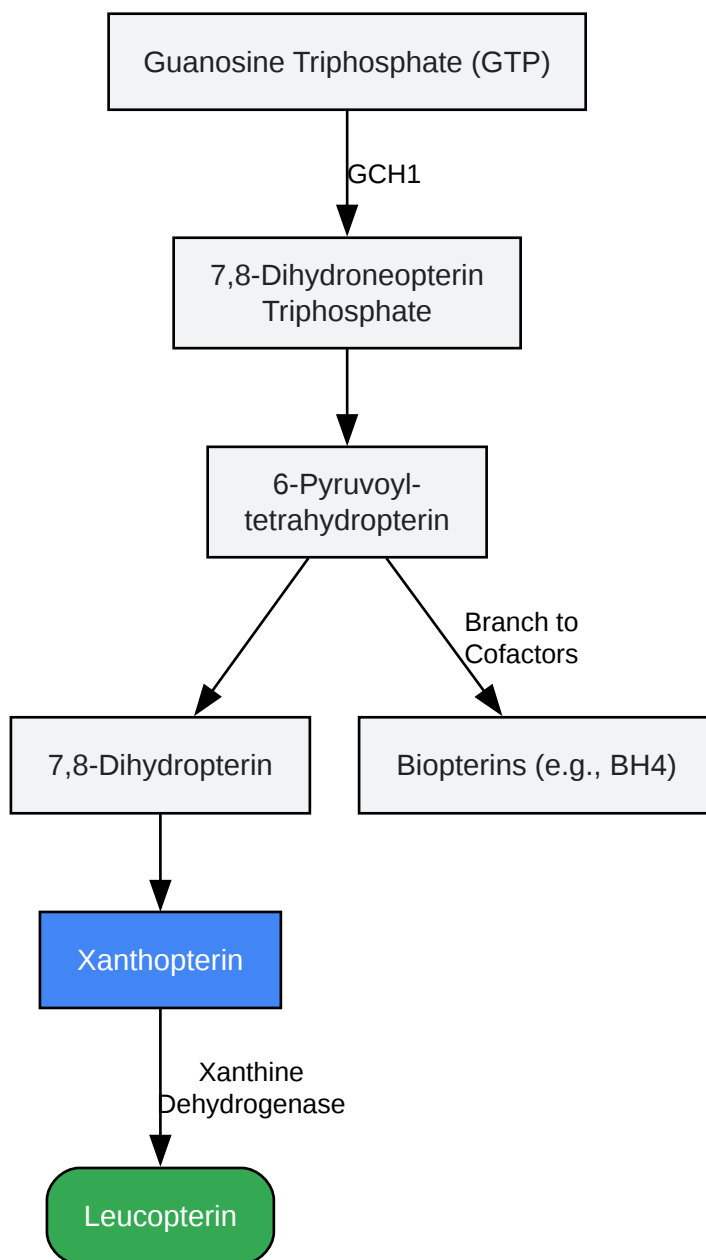 Guanosine Triphosphate (GTP)
GCH1
7,8-Dihydroneopterin
Triphosphate
6-Pyruvoyl-
tetrahydropterin
Branch to
Cofactors
7,8-Dihydropterin
Biopterins (e.g., BH4)
Xanthopterin
Xanthine
Dehydrogenase
Leucopterin